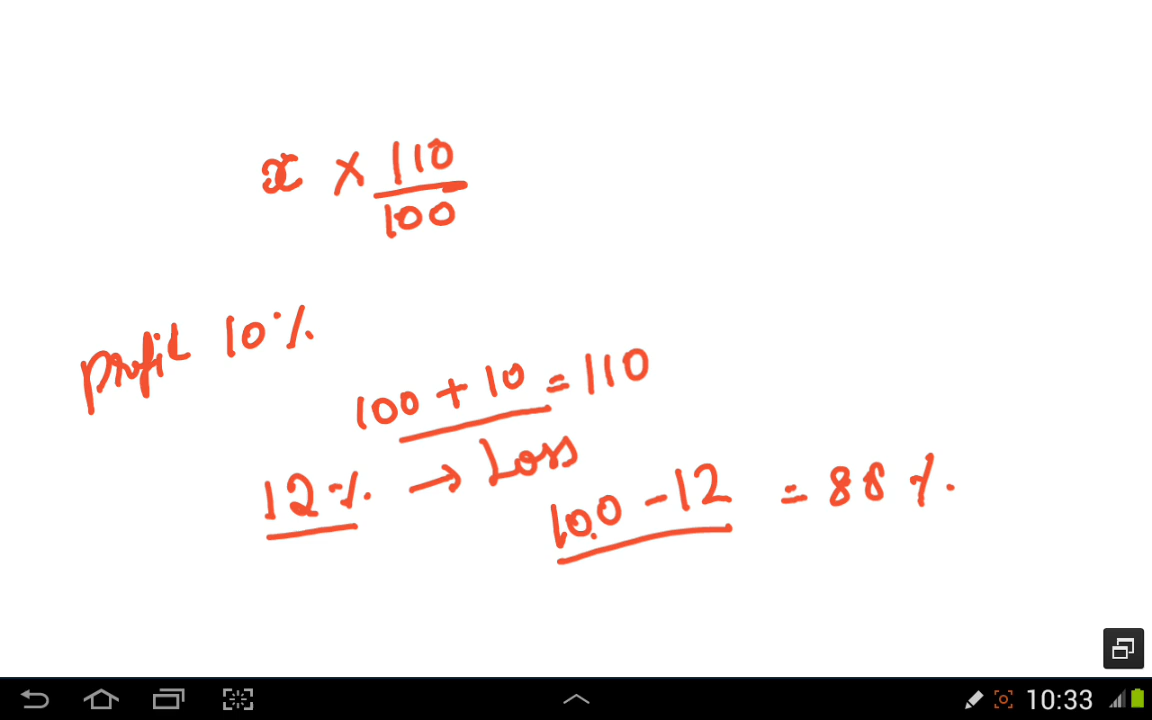 x × 110/100
Profit 10%
100 + 10 = 110
12% → Loss
100 - 12 = 88%
10:33